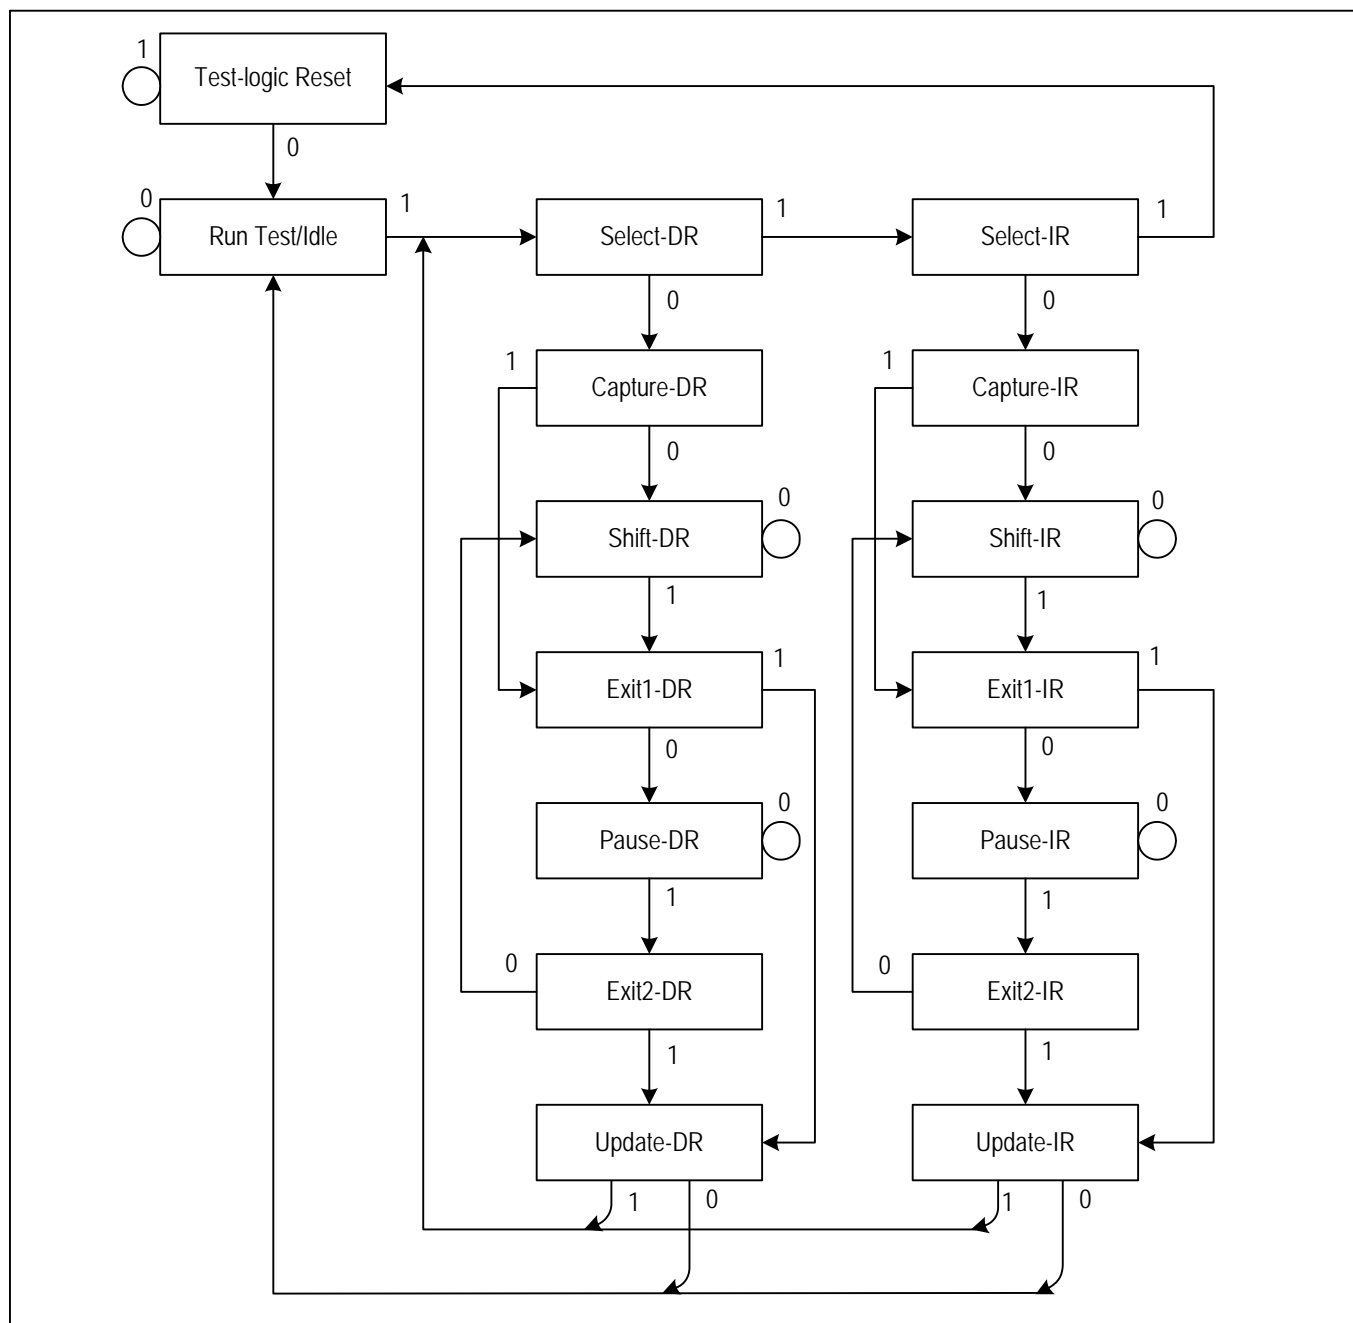 1
Test-logic Reset
0
0
Run Test/Idle
1
Select-DR
1
Select-IR
1
0
0
1
Capture-DR
1
Capture-IR
0
0
Shift-DR
0
Shift-IR
0
1
1
Exit1-DR
1
Exit1-IR
1
0
0
Pause-DR
0
Pause-IR
0
1
1
0
Exit2-DR
0
Exit2-IR
1
1
Update-DR
Update-IR
1
0
1
0